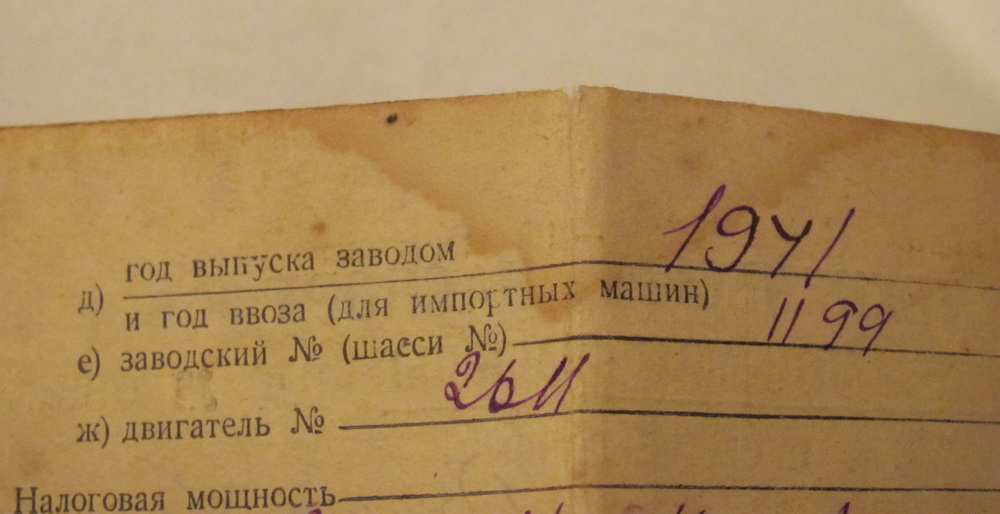 год выпуска заводом 1941
д)
и год ввоза (для импортных машин)
е) заводский № (шасси №) 1199
ж) двигатель № 2611
Налоговая мощность